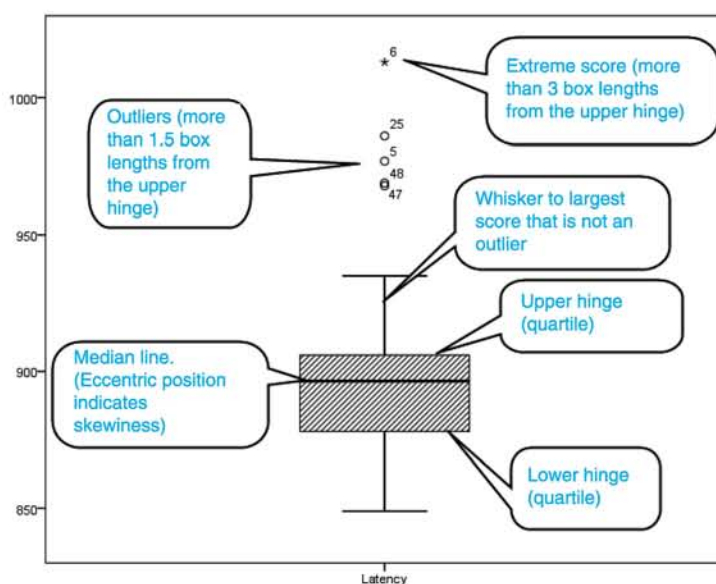 6
Extreme score (more
than 3 box lengths
from the upper hinge)
1000
Outliers (more
than 1.5 box
lengths from
the upper
hinge)
25
5
48
47
Whisker to largest
score that is not an
outlier
950
Upper hinge
(quartile)
900
Median line.
(Eccentric position
indicates
skewiness)
Lower hinge
(quartile)
850
Latency